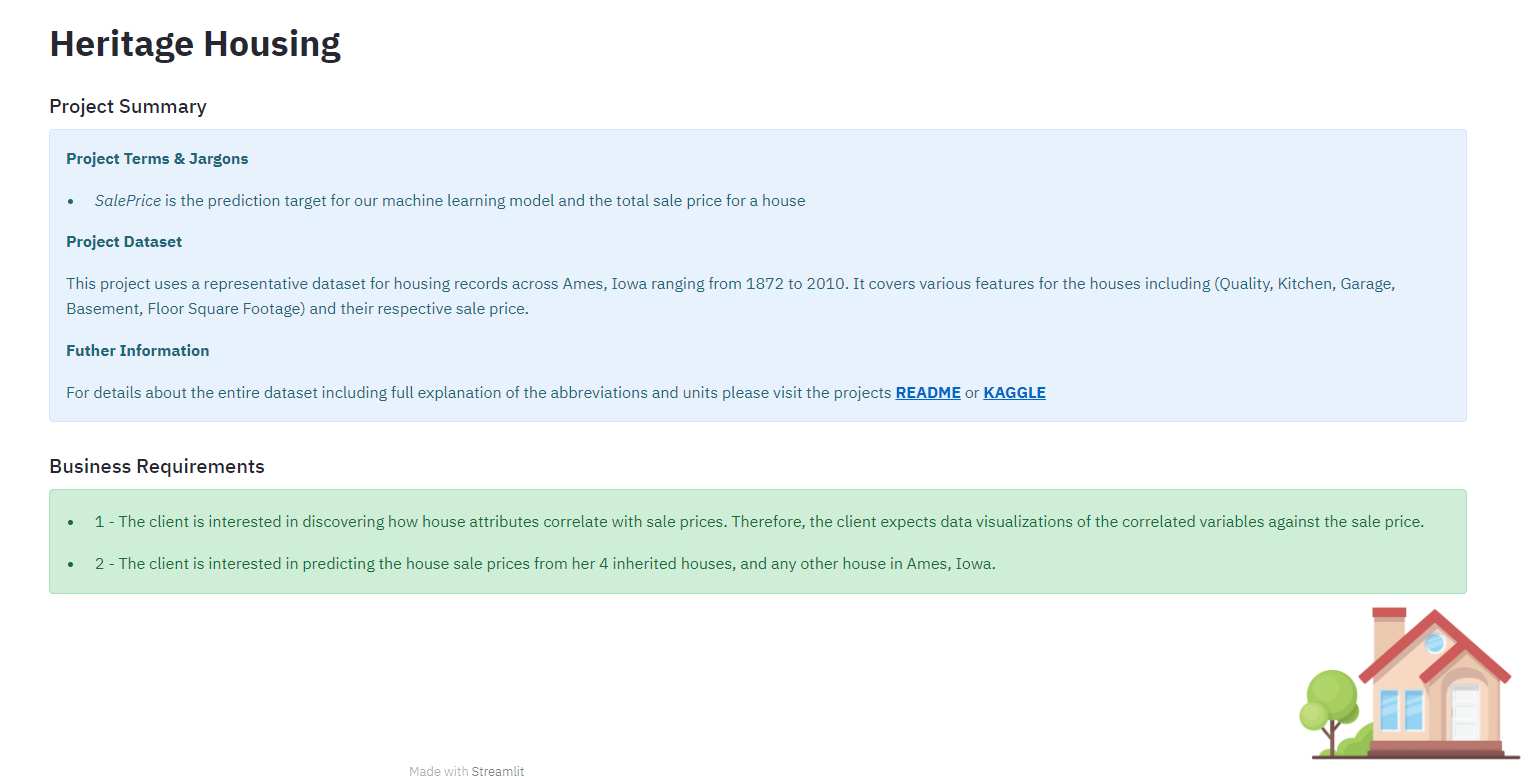 Heritage Housing
Project Summary
Project Terms & Jargons
• SalePrice is the prediction target for our machine learning model and the total sale price for a house
Project Dataset
This project uses a representative dataset for housing records across Ames, Iowa ranging from 1872 to 2010. It covers various features for the houses including (Quality, Kitchen, Garage,
Basement, Floor Square Footage) and their respective sale price.
Futher Information
For details about the entire dataset including full explanation of the abbreviations and units please visit the projects README or KAGGLE
Business Requirements
• 1 - The client is interested in discovering how house attributes correlate with sale prices. Therefore, the client expects data visualizations of the correlated variables against the sale price.
• 2 - The client is interested in predicting the house sale prices from her 4 inherited houses, and any other house in Ames, Iowa.
Made with Streamlit